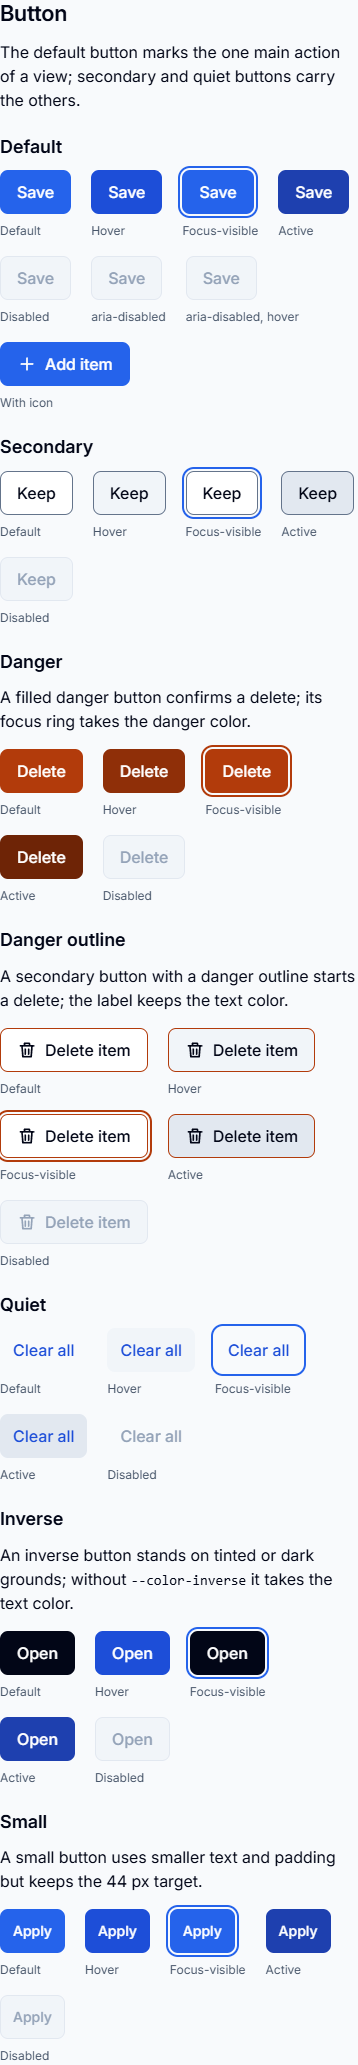 Button
The default button marks the one main action
of a view; secondary and quiet buttons carry
the others.
Default
Save Save Save Save
Default Hover Focus-visible Active
Save Save Save
Disabled aria-disabled aria-disabled, hover
Add item
With icon
Secondary
Keep Keep Keep Keep
Default Hover Focus-visible Active
Keep
Disabled
Danger
A filled danger button confirms a delete; its
focus ring takes the danger color.
Delete Delete Delete
Default Hover Focus-visible
Delete Delete
Active Disabled
Danger outline
A secondary button with a danger outline starts
a delete; the label keeps the text color.
Delete item Delete item
Default Hover
Delete item Delete item
Focus-visible Active
Delete item
Disabled
Quiet
Clear all Clear all Clear all
Default Hover Focus-visible
Clear all Clear all
Active Disabled
Inverse
An inverse button stands on tinted or dark
grounds; without --color-inverse it takes the
text color.
Open Open Open
Default Hover Focus-visible
Open Open
Active Disabled
Small
A small button uses smaller text and padding
but keeps the 44 px target.
Apply Apply Apply Apply
Default Hover Focus-visible Active
Apply
Disabled